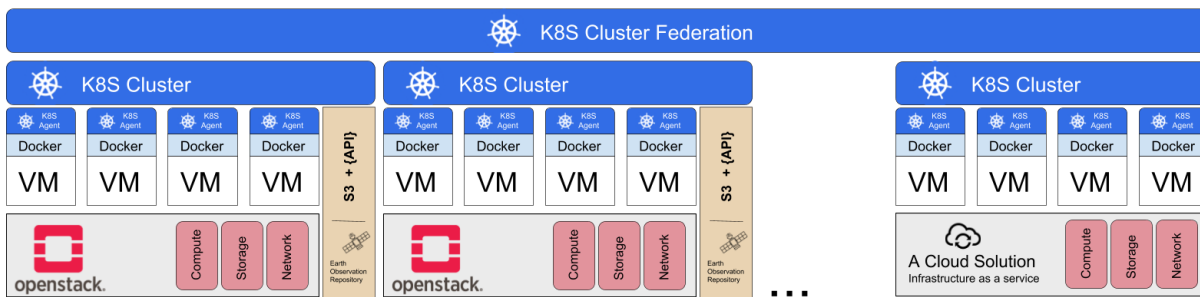 K8S Cluster Federation
K8S Cluster
K8S Cluster
K8S Cluster
K8S
Agent
K8S
Agent
K8S
Agent
K8S
Agent
Docker
Docker
Docker
Docker
VM
VM
VM
VM
S3 + {API}
Earth
Observation
Repository
openstack.
Compute
Storage
Network
K8S
Agent
K8S
Agent
K8S
Agent
K8S
Agent
Docker
Docker
Docker
Docker
VM
VM
VM
VM
S3 + {API}
Earth
Observation
Repository
openstack.
Compute
Storage
Network
...
K8S
Agent
K8S
Agent
K8S
Agent
K8S
Agent
Docker
Docker
Docker
Docker
VM
VM
VM
VM
A Cloud Solution
Infrastructure as a service
Compute
Storage
Network